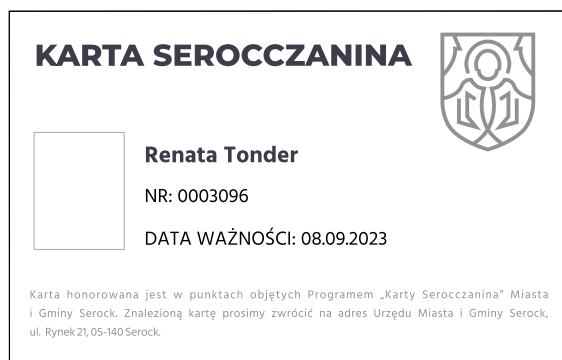 KARTA SEROCCZANINA
Renata Tonder
NR: 0003096
DATA WAŻNOŚCI: 08.09.2023
Karta honorowana jest w punktach objętych Programem „Karty Serocczanina” Miasta
i Gminy Serock. Znalezioną kartę prosimy zwrócić na adres Urzędu Miasta i Gminy Serock,
ul. Rynek 21, 05-140 Serock.